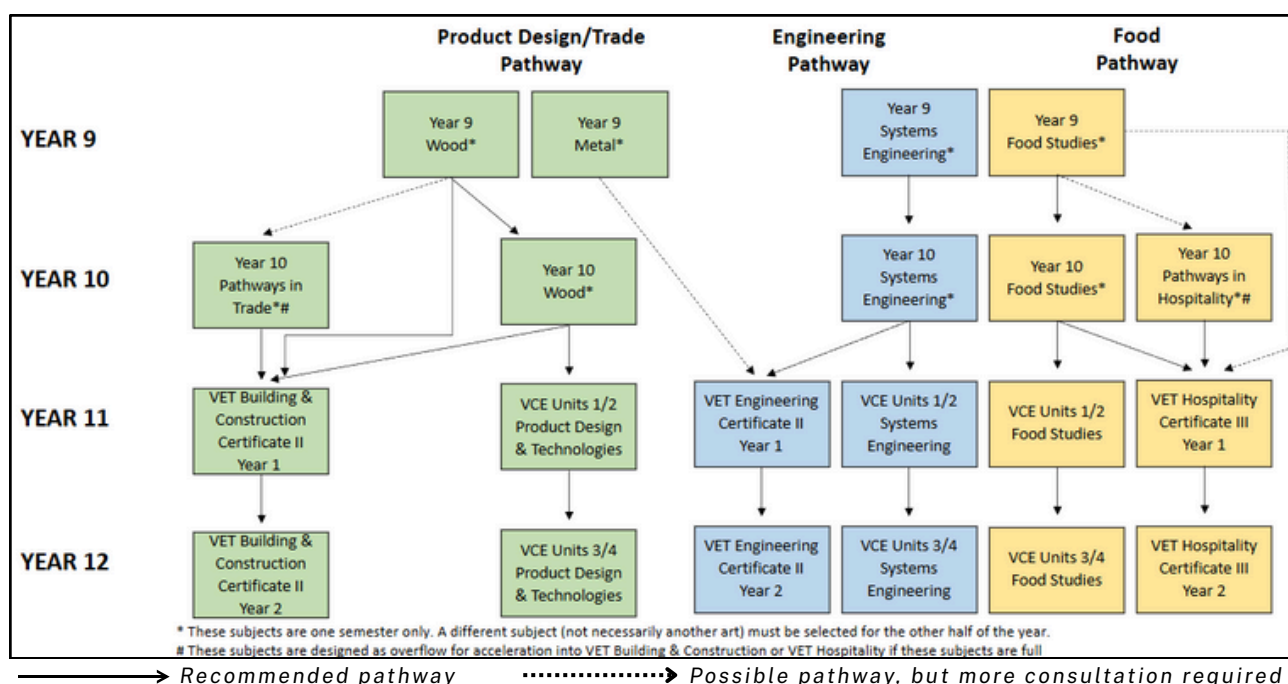 Product Design/Trade
Pathway
Engineering
Pathway
Food
Pathway
YEAR 9
Year 9
Wood*
Year 9
Metal*
Year 9
Systems
Engineering*
Year 9
Food Studies*
YEAR 10
Year 10
Pathways in
Trade*#
Year 10
Wood*
Year 10
Systems
Engineering*
Year 10
Food Studies*
Year 10
Pathways in
Hospitality*#
YEAR 11
VET Building &
Construction
Certificate II
Year 1
VCE Units 1/2
Product Design
& Technologies
VET Engineering
Certificate II
Year 1
VCE Units 1/2
Systems
Engineering
VCE Units 1/2
Food Studies
VET Hospitality
Certificate III
Year 1
YEAR 12
VET Building &
Construction
Certificate II
Year 2
VCE Units 3/4
Product Design
& Technologies
VET Engineering
Certificate II
Year 2
VCE Units 3/4
Systems
Engineering
VCE Units 3/4
Food Studies
VET Hospitality
Certificate III
Year 2
* These subjects are one semester only. A different subject (not necessarily another art) must be selected for the other half of the year.
# These subjects are designed as overflow for acceleration into VET Building & Construction or VET Hospitality if these subjects are full
Recommended pathway
Possible pathway, but more consultation required